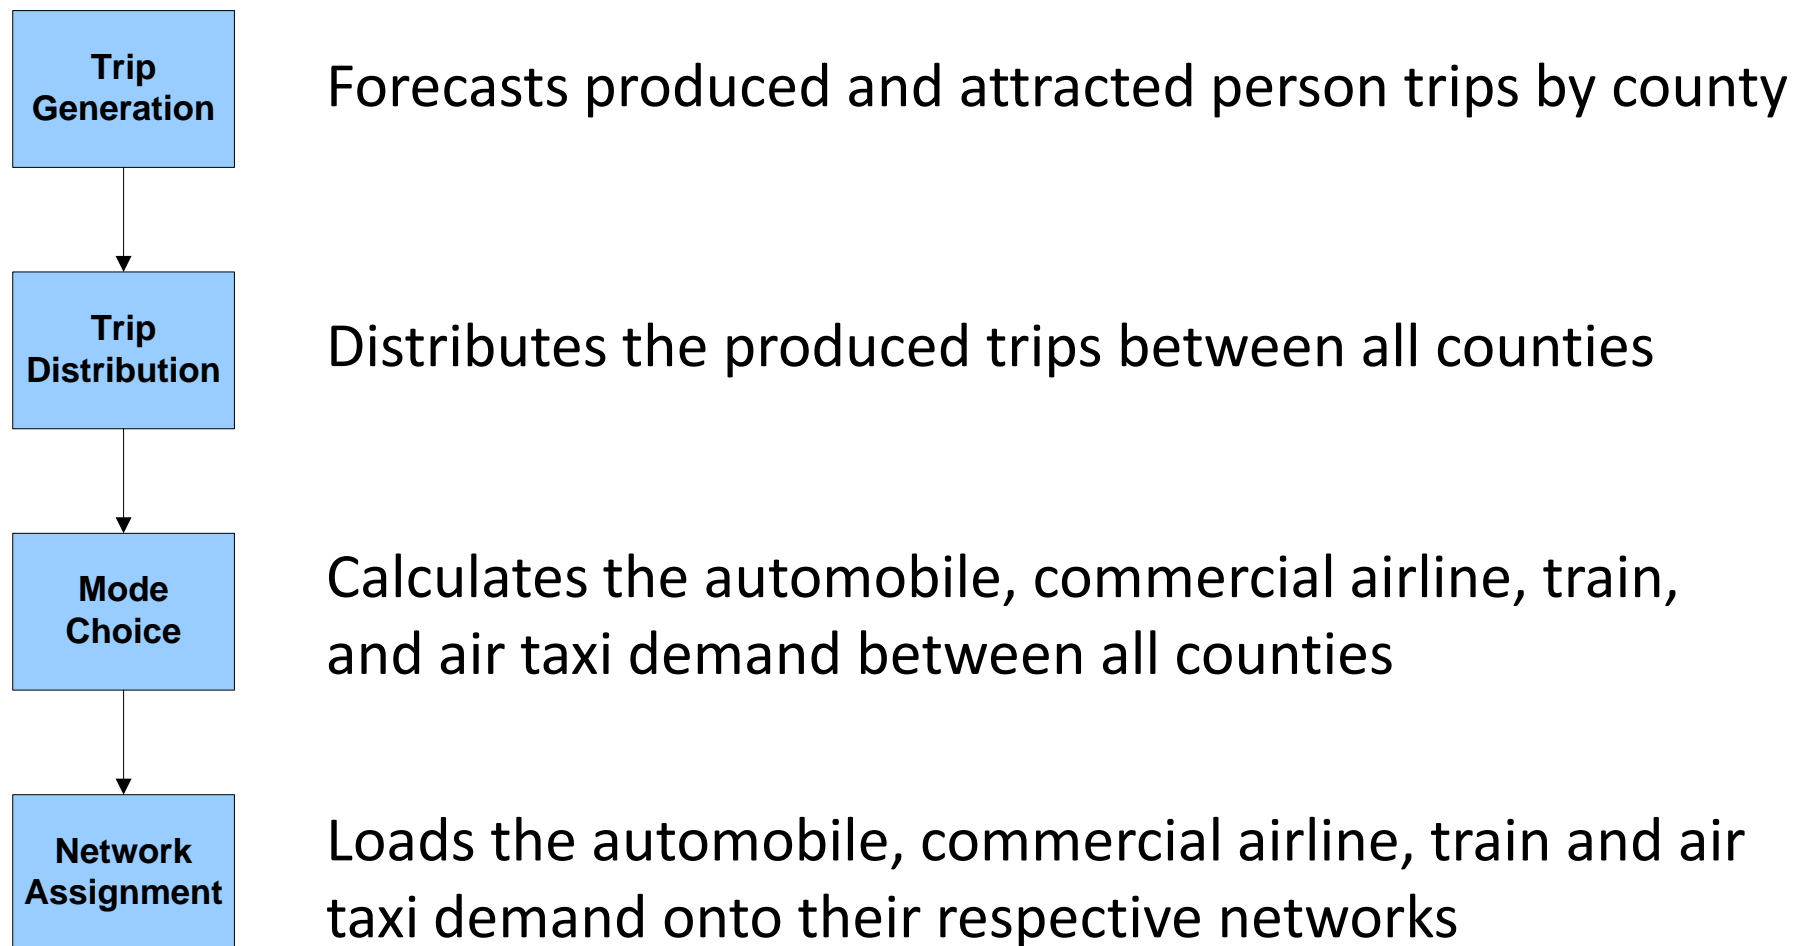 Trip
Generation
Forecasts produced and attracted person trips by county
Trip
Distribution
Distributes the produced trips between all counties
Mode
Choice
Calculates the automobile, commercial airline, train,
and air taxi demand between all counties
Network
Assignment
Loads the automobile, commercial airline, train and air
taxi demand onto their respective networks